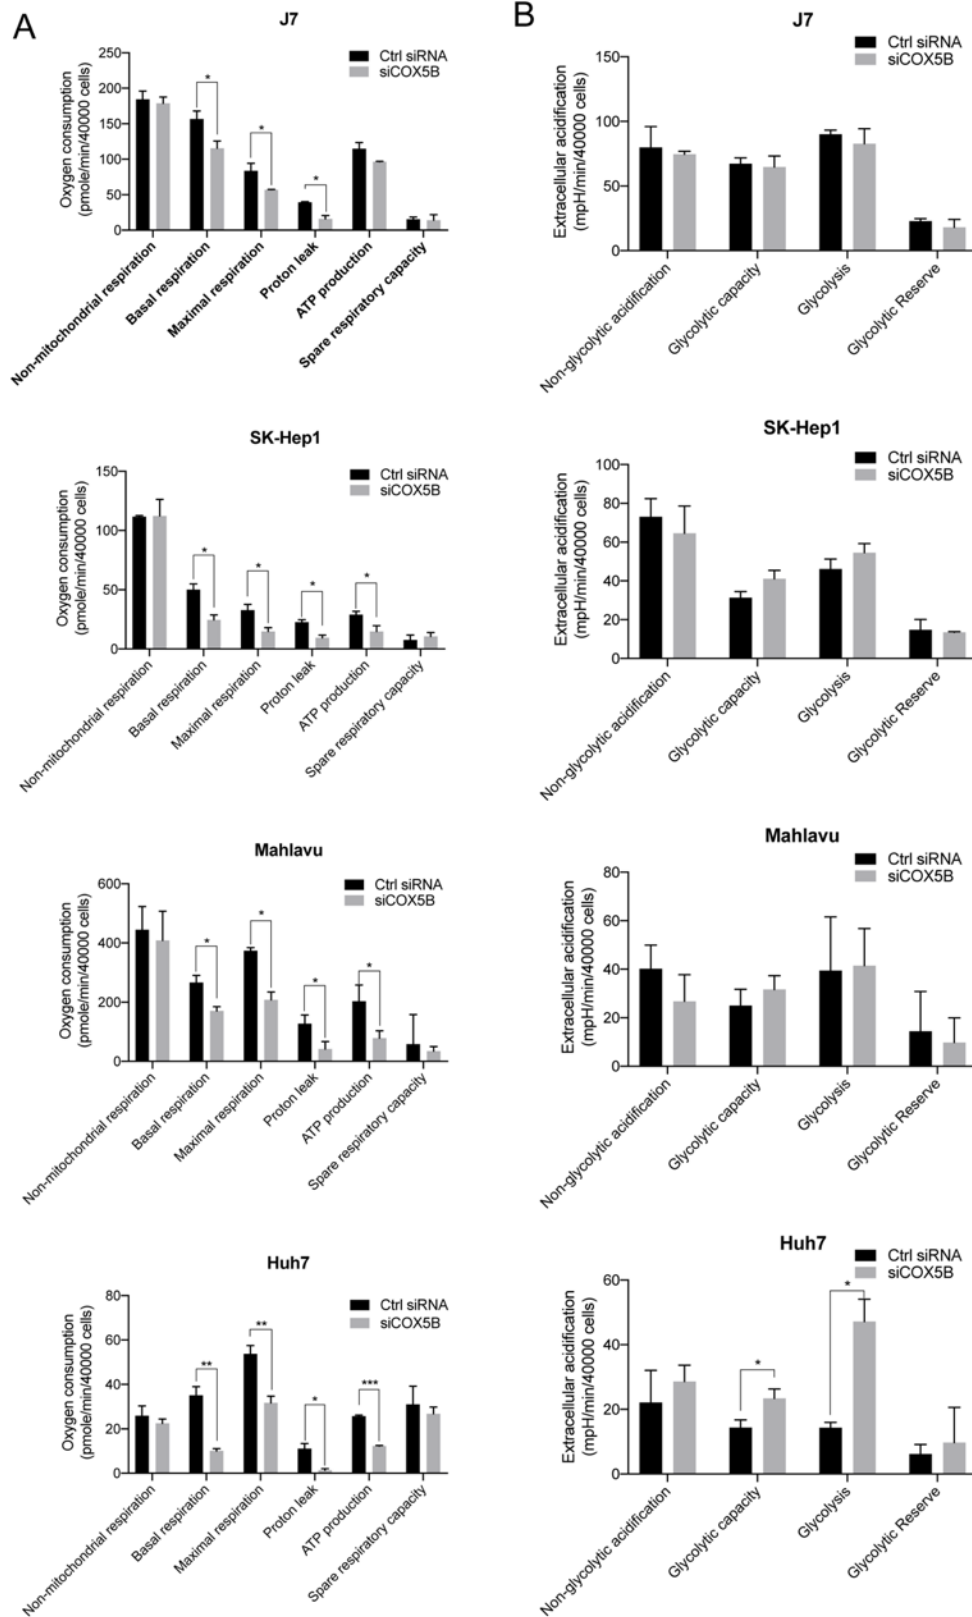 A
J7
Ctrl siRNA
siCOX5B
Oxygen consumption
(pmole/min/40000 cells)
250
200
150
100
50
0
*
*
*
Non-mitochondrial respiration
Basal respiration
Maximal respiration
Proton leak
ATP production
Spare respiratory capacity
SK-Hep1
Ctrl siRNA
siCOX5B
Oxygen consumption
(pmole/min/40000 cells)
150
100
50
0
*
*
*
*
Non-mitochondrial respiration
Basal respiration
Maximal respiration
Proton leak
ATP production
Spare respiratory capacity
Mahlavu
Ctrl siRNA
siCOX5B
Oxygen consumption
(pmole/min/40000 cells)
600
400
200
0
*
*
*
*
Non-mitochondrial respiration
Basal respiration
Maximal respiration
Proton leak
ATP production
Spare respiratory capacity
Huh7
Ctrl siRNA
siCOX5B
Oxygen consumption
(pmole/min/40000 cells)
80
60
40
20
0
**
**
*
***
Non-mitochondrial respiration
Basal respiration
Maximal respiration
Proton leak
ATP production
Spare respiratory capacity
B
J7
Ctrl siRNA
siCOX5B
Extracellular acidification
(mpH/min/40000 cells)
150
100
50
0
Non-glycolytic acidification
Glycolytic capacity
Glycolysis
Glycolytic Reserve
SK-Hep1
Ctrl siRNA
siCOX5B
Extracellular acidification
(mpH/min/40000 cells)
100
80
60
40
20
0
Non-glycolytic acidification
Glycolytic capacity
Glycolysis
Glycolytic Reserve
Mahlavu
Ctrl siRNA
siCOX5B
Extracellular acidification
(mpH/min/40000 cells)
80
60
40
20
0
Non-glycolytic acidification
Glycolytic capacity
Glycolysis
Glycolytic Reserve
Huh7
Ctrl siRNA
siCOX5B
Extracellular acidification
(mpH/min/40000 cells)
60
40
20
0
*
*
Non-glycolytic acidification
Glycolytic capacity
Glycolysis
Glycolytic Reserve